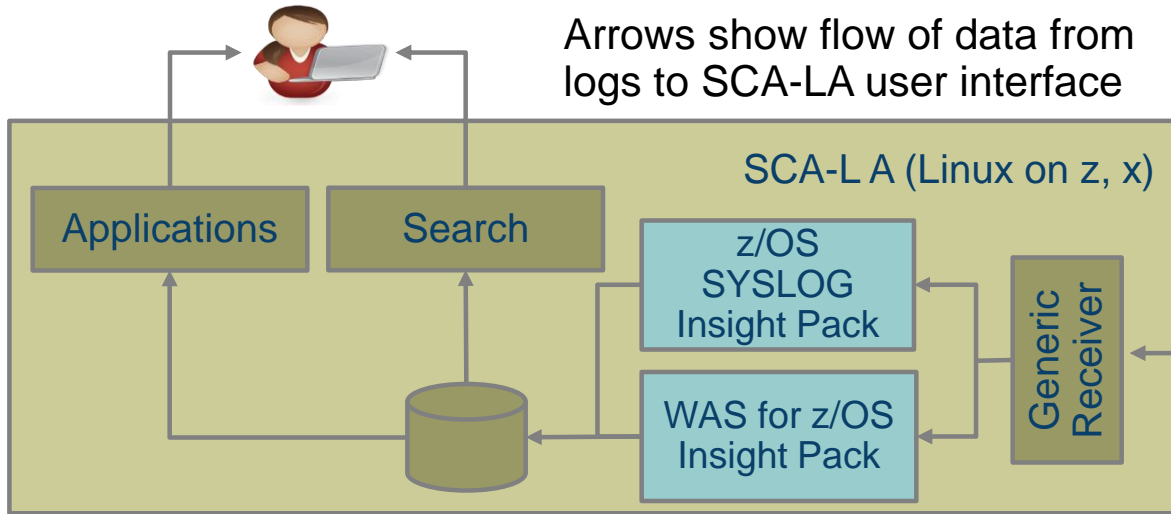 Arrows show flow of data from
logs to SCA-LA user interface
SCA-L A (Linux on z, x)
Applications
Search
z/OS
SYSLOG
Insight Pack
WAS for z/OS
Insight Pack
Generic
Receiver